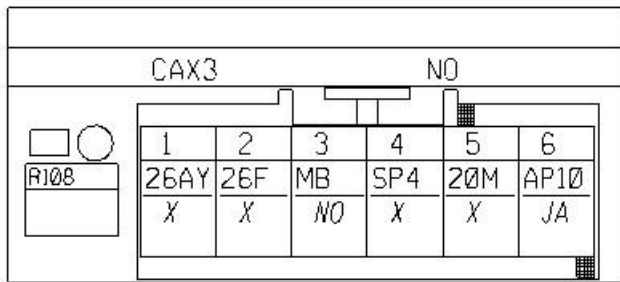 CAX3 NO
1 2 3 4 5 6
R108
26AY 26F MB SP4 20M AP10
X X NO X X JA